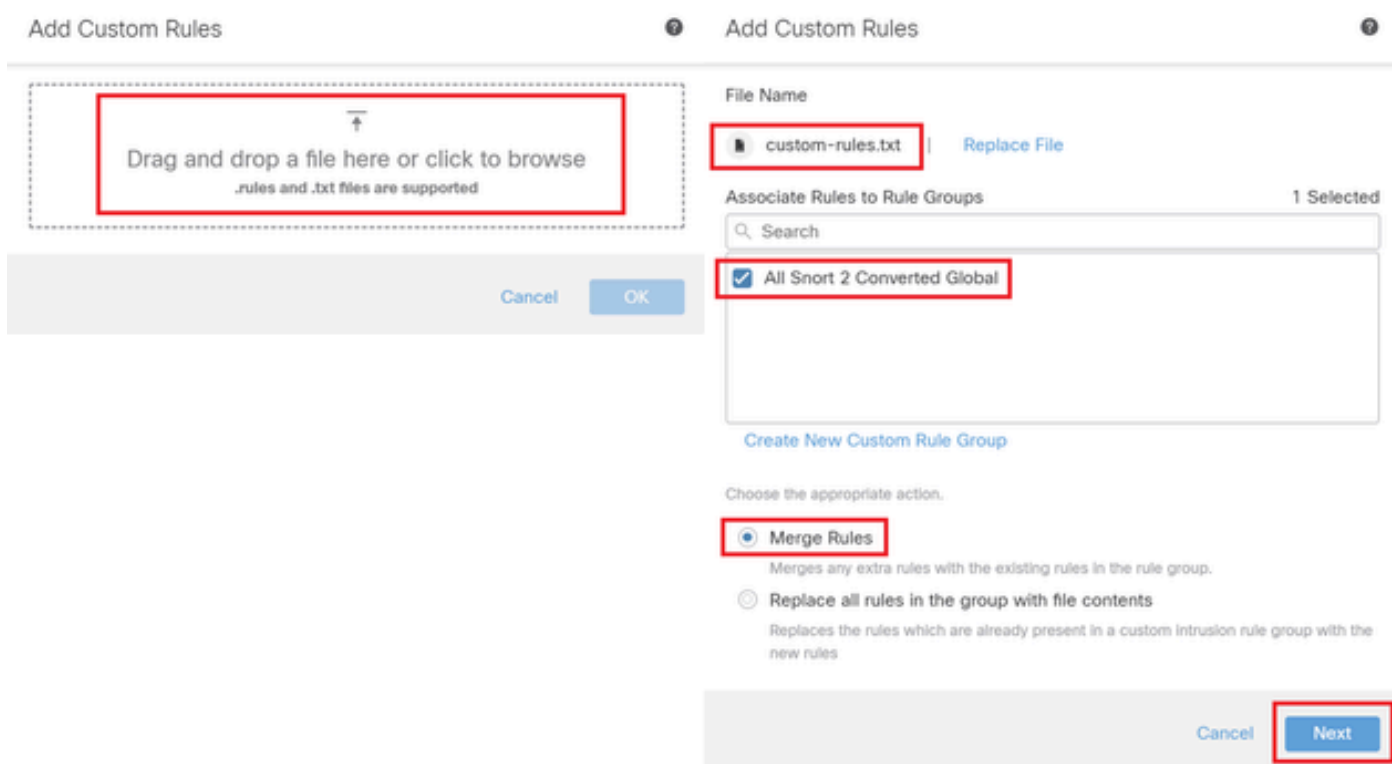 Add Custom Rules
Drag and drop a file here or click to browse
.rules and .txt files are supported
Cancel
OK
Add Custom Rules
File Name
custom-rules.txt | Replace File
Associate Rules to Rule Groups 1 Selected
Search
All Snort 2 Converted Global
Create New Custom Rule Group
Choose the appropriate action.
Merge Rules
Merges any extra rules with the existing rules in the rule group.
Replace all rules in the group with file contents
Replaces the rules which are already present in a custom intrusion rule group with the
new rules
Cancel
Next